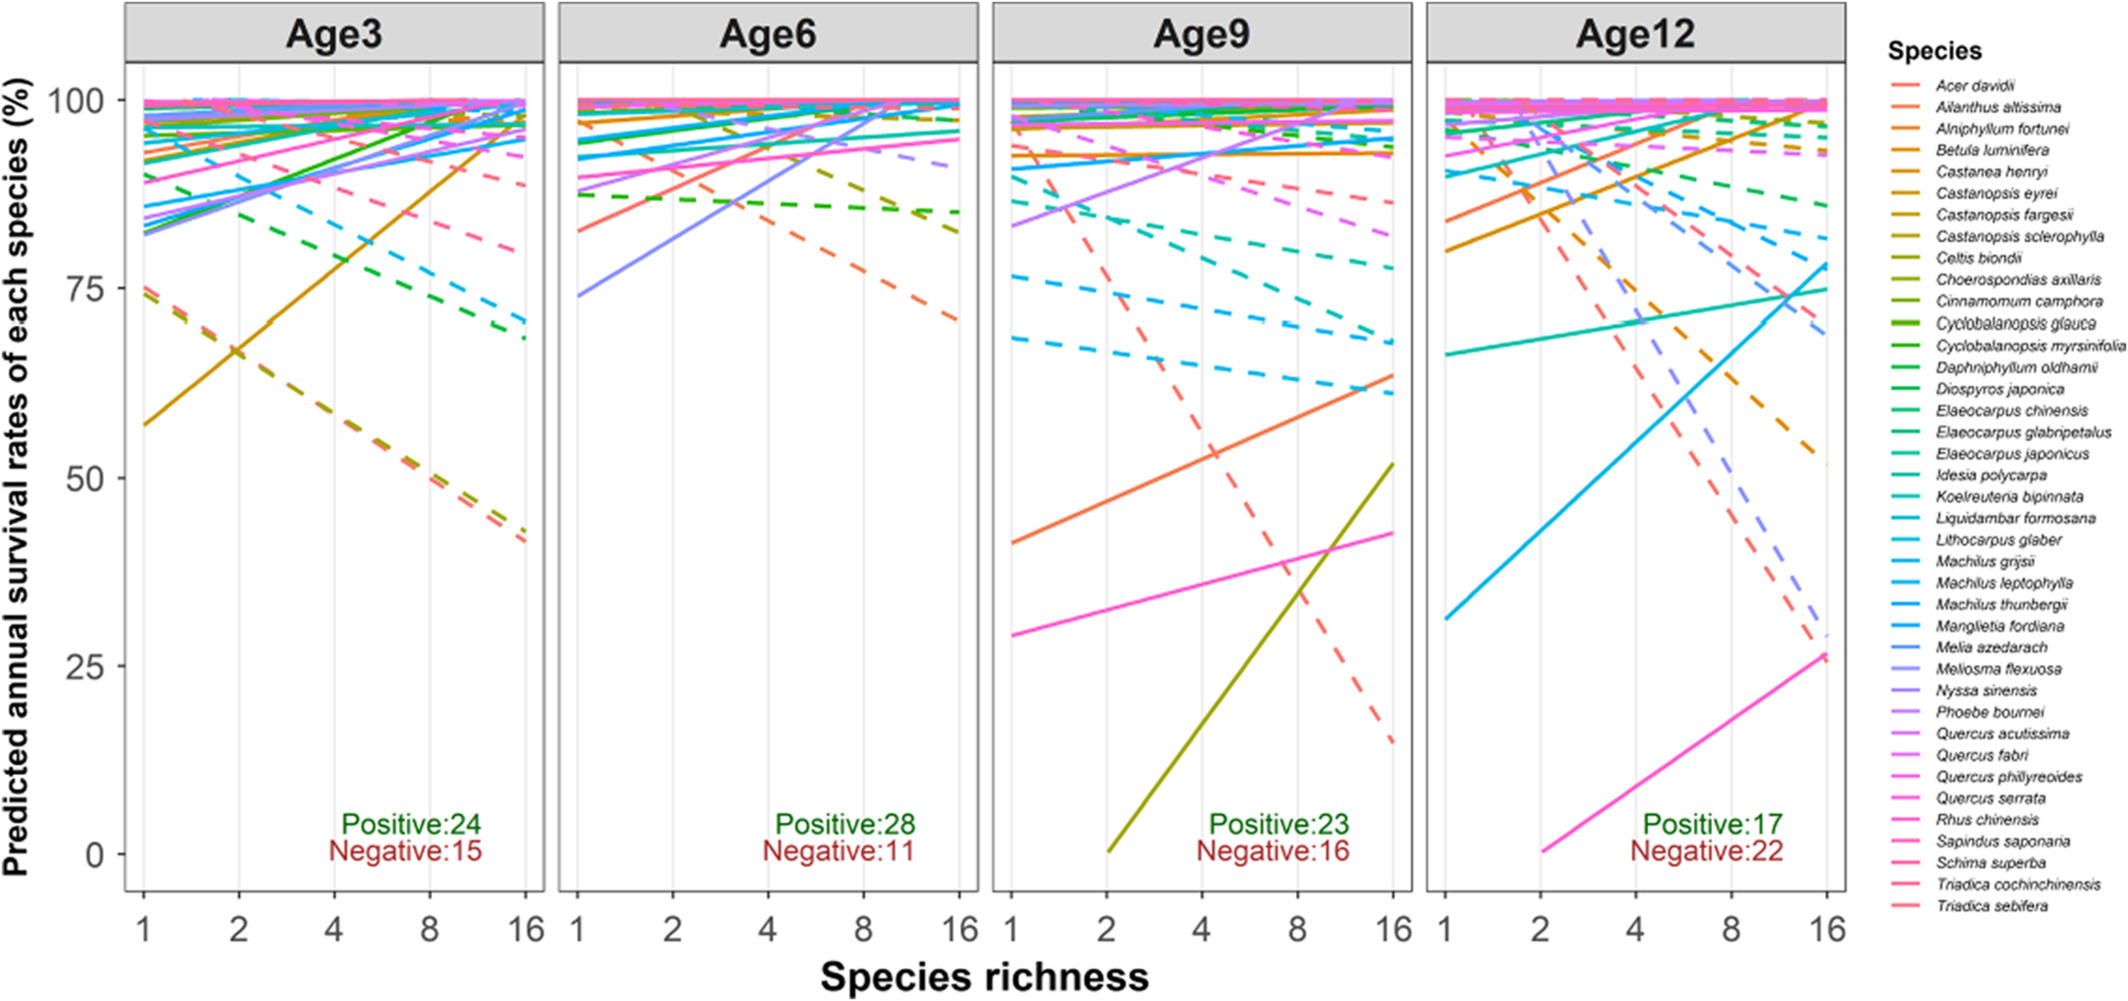 Age3
Age6
Age9
Age12
Predicted annual survival rates of each species (%)
100
75
50
25
0
Positive:24
Negative:15
Positive:28
Negative:11
Positive:23
Negative:16
Positive:17
Negative:22
1 2 4 8 16
1 2 4 8 16
1 2 4 8 16
1 2 4 8 16
Species richness
Species
Acer davidii
Ailanthus altissima
Alniphyllum fortunei
Betula luminifera
Castanea henryi
Castanopsis eyrei
Castanopsis fargesii
Castanopsis sclerophylla
Celtis biondii
Choerospondias axillaris
Cinnamomum camphora
Cyclobalanopsis glauca
Cyclobalanopsis myrsinifolia
Daphniphyllum oldhamii
Diospyros japonica
Elaeocarpus chinensis
Elaeocarpus glabripetalus
Elaeocarpus japonicus
Idesia polycarpa
Koelreuteria bipinnata
Liquidambar formosana
Lithocarpus glaber
Machilus grijsii
Machilus leptophylla
Machilus thunbergii
Manglietia fordiana
Melia azedarach
Meliosma flexuosa
Nyssa sinensis
Phoebe bournei
Quercus acutissima
Quercus fabri
Quercus phillyreoides
Quercus serrata
Rhus chinensis
Sapindus saponaria
Schima superba
Triadica cochinchinensis
Triadica sebifera